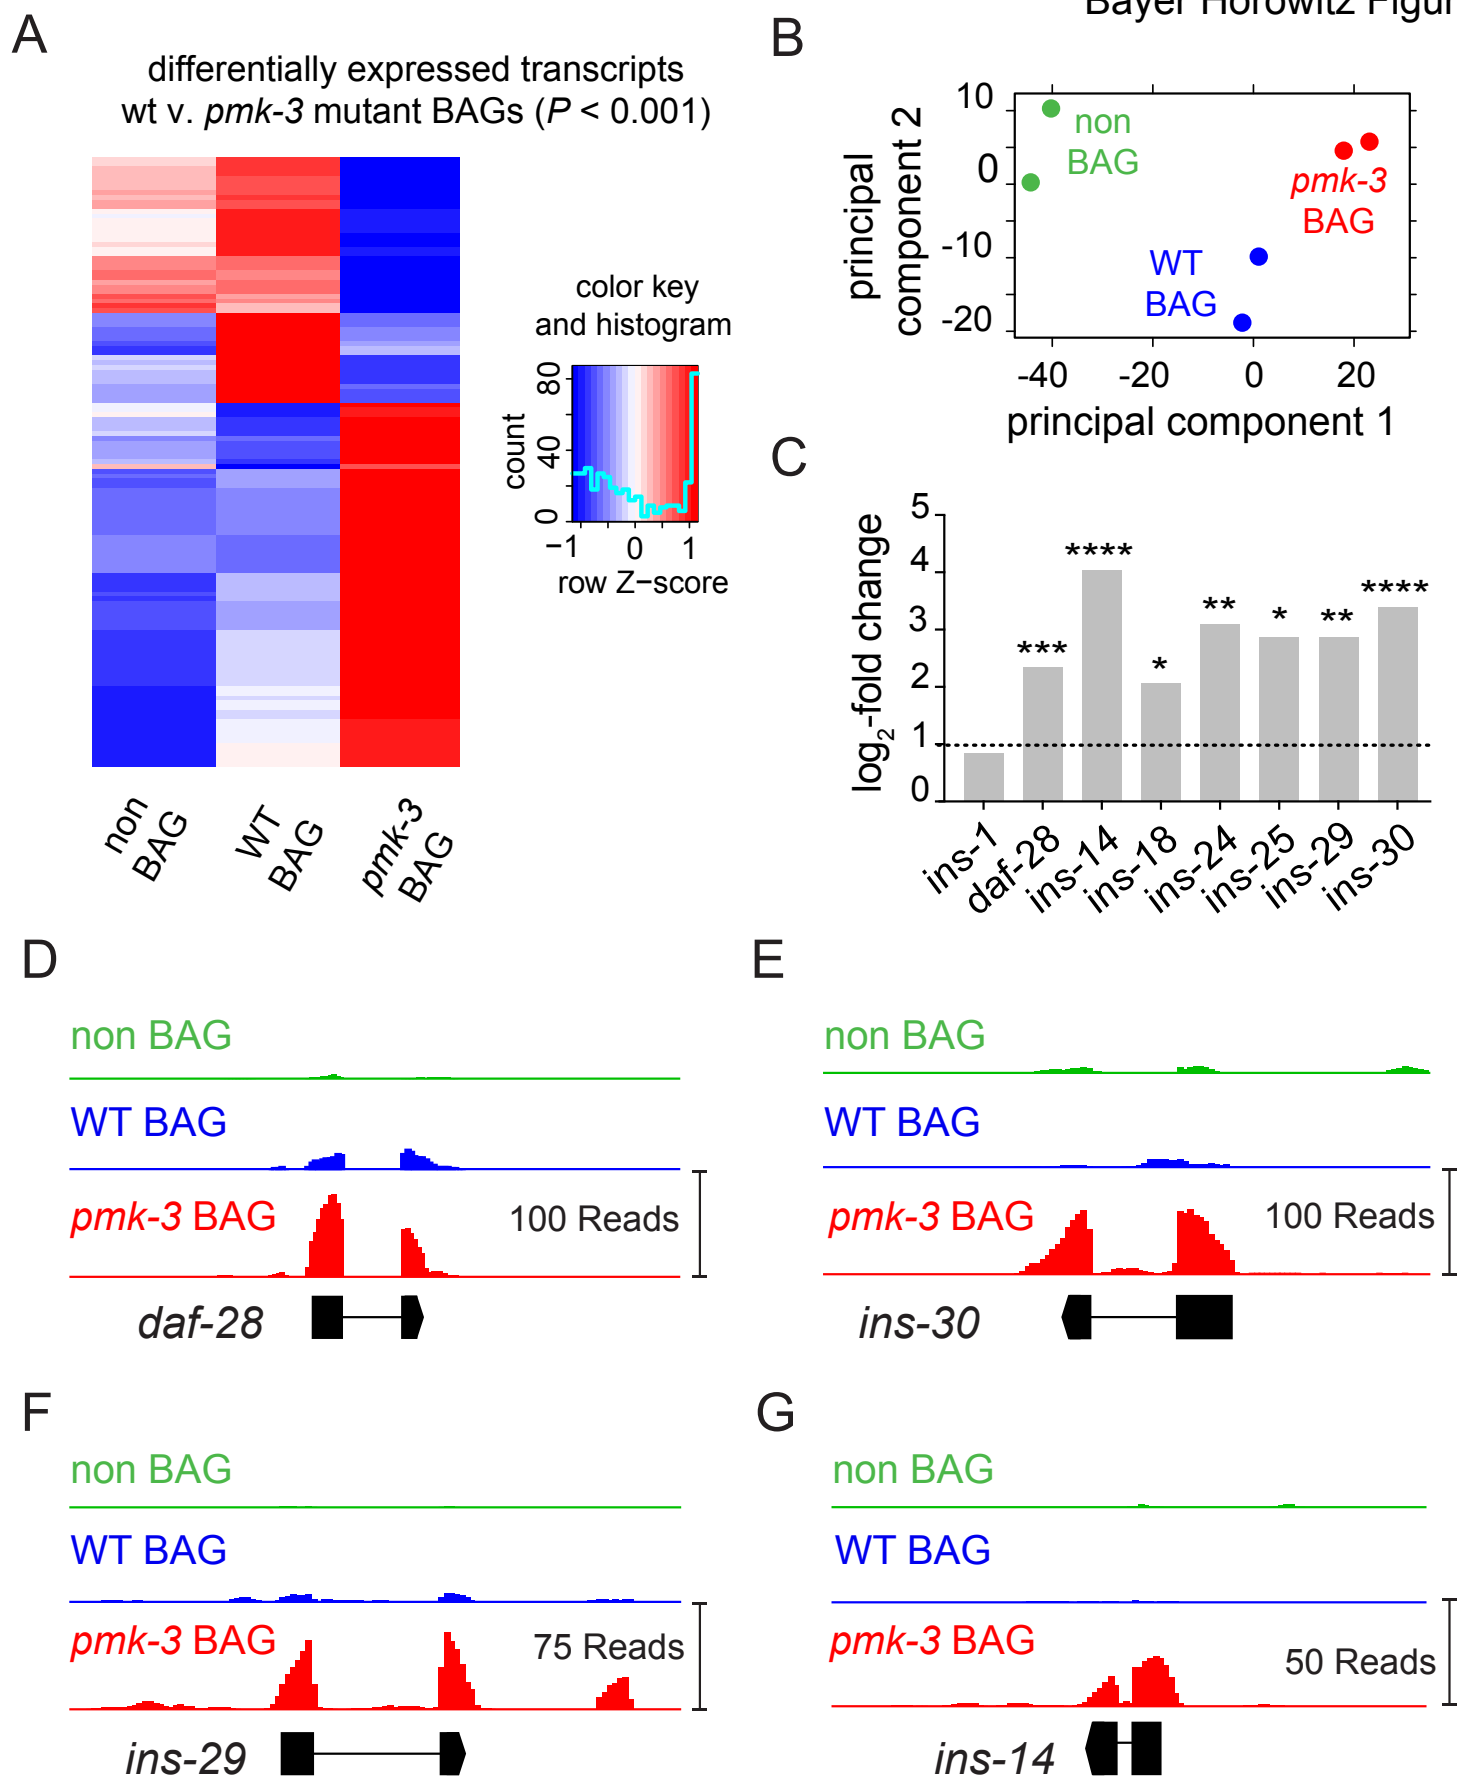 Bayer Horowitz Figur
A
differentially expressed transcripts
wt v. pmk-3 mutant BAGs (P < 0.001)
non
BAG
WT
BAG
pmk-3
BAG
color key
and histogram
count
0 40 80
−1 0 1
row Z−score
B
principal
component 2
10
0
-10
-20
non
BAG
pmk-3
BAG
WT
BAG
-40 -20 0 20
principal component 1
C
log2-fold change
5
4
3
2
1
0
***
****
*
**
*
**
****
ins-1
daf-28
ins-14
ins-18
ins-24
ins-25
ins-29
ins-30
D
non BAG
WT BAG
pmk-3 BAG
100 Reads
daf-28
E
non BAG
WT BAG
pmk-3 BAG
100 Reads
ins-30
F
non BAG
WT BAG
pmk-3 BAG
75 Reads
ins-29
G
non BAG
WT BAG
pmk-3 BAG
50 Reads
ins-14